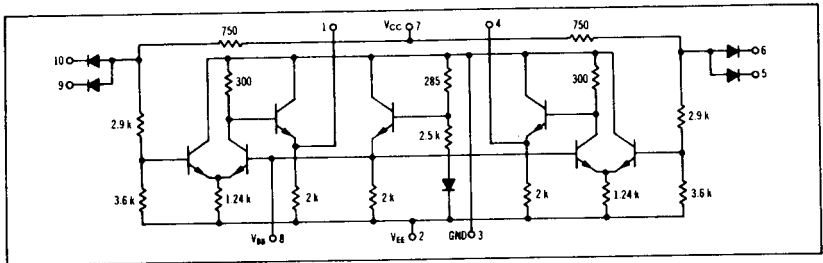 750 1 VCC 7 4 750
10 6
9 5
300 285 300
2.9 k 2.5 k 2.9 k
3.6 k 1.24 k 2 k 2 k 2 k 1.24 k 3.6 k
VBB 8 VEE 2 GND 3